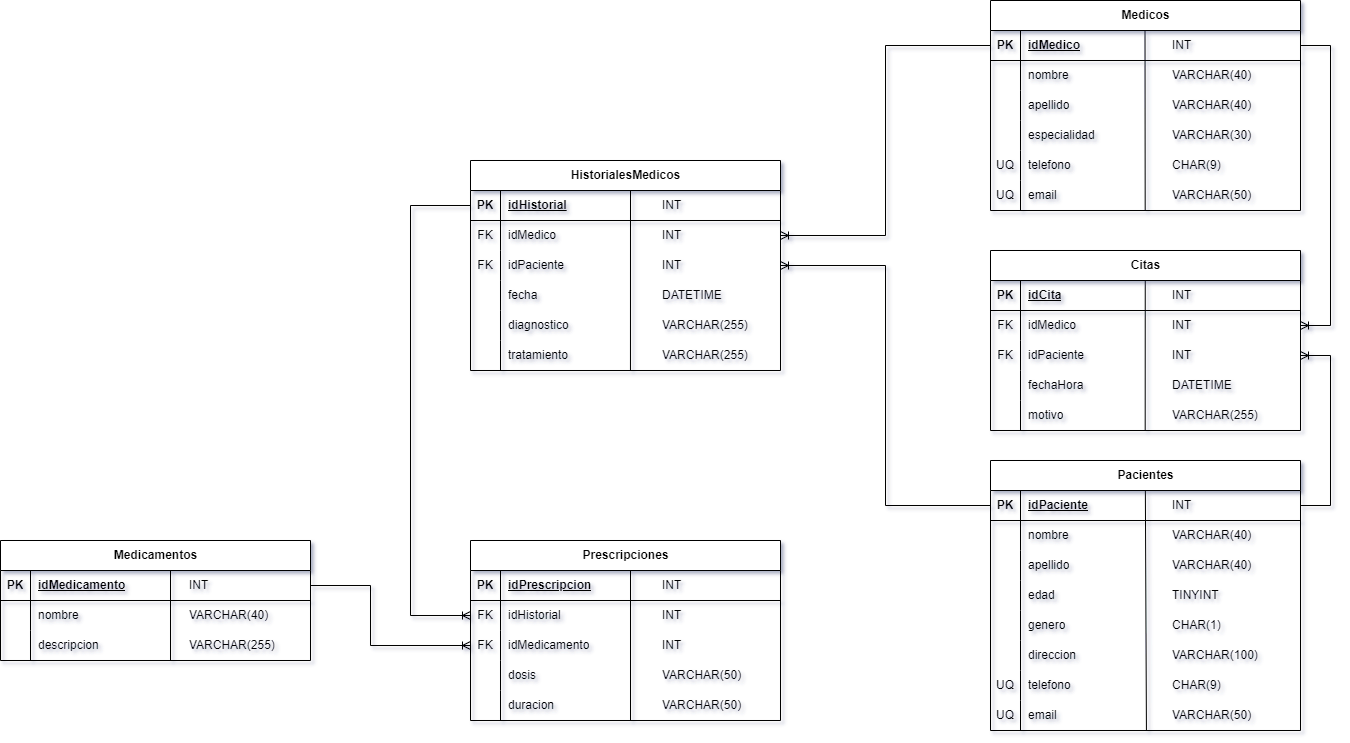 Medicos
PK idMedico INT
nombre VARCHAR(40)
apellido VARCHAR(40)
especialidad VARCHAR(30)
UQ telefono CHAR(9)
UQ email VARCHAR(50)
HistorialesMedicos
PK idHistorial INT
FK idMedico INT
FK idPaciente INT
fecha DATETIME
diagnostico VARCHAR(255)
tratamiento VARCHAR(255)
Citas
PK idCita INT
FK idMedico INT
FK idPaciente INT
fechaHora DATETIME
motivo VARCHAR(255)
Pacientes
PK idPaciente INT
nombre VARCHAR(40)
apellido VARCHAR(40)
edad TINYINT
genero CHAR(1)
direccion VARCHAR(100)
UQ telefono CHAR(9)
UQ email VARCHAR(50)
Medicamentos
PK idMedicamento INT
nombre VARCHAR(40)
descripcion VARCHAR(255)
Prescripciones
PK idPrescripcion INT
FK idHistorial INT
FK idMedicamento INT
dosis VARCHAR(50)
duracion VARCHAR(50)